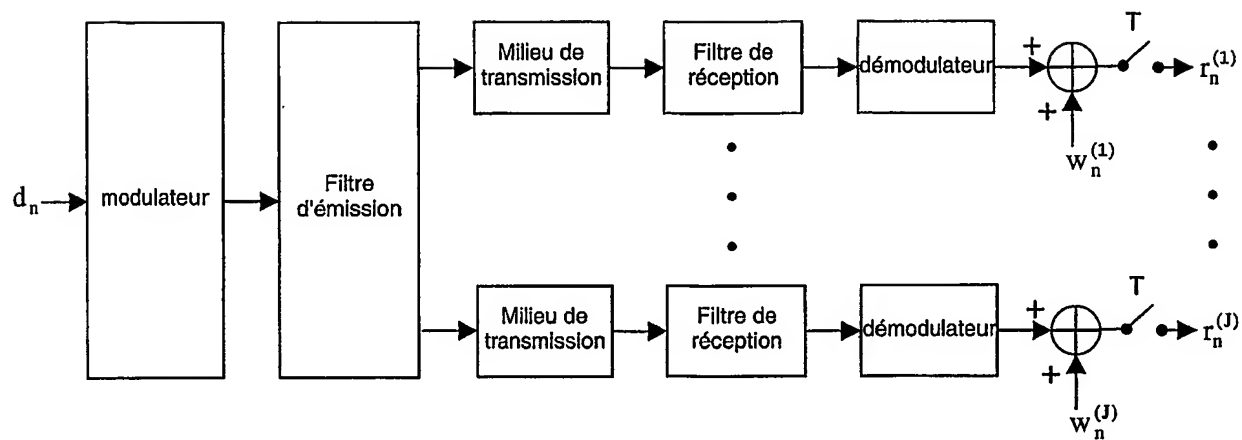 d_n
modulateur
Filtre
d'émission
Milieu de
transmission
Filtre de
réception
démodulateur
+
+
w_n^(1)
T
r_n^(1)
Milieu de
transmission
Filtre de
réception
démodulateur
+
+
w_n^(J)
T
r_n^(J)